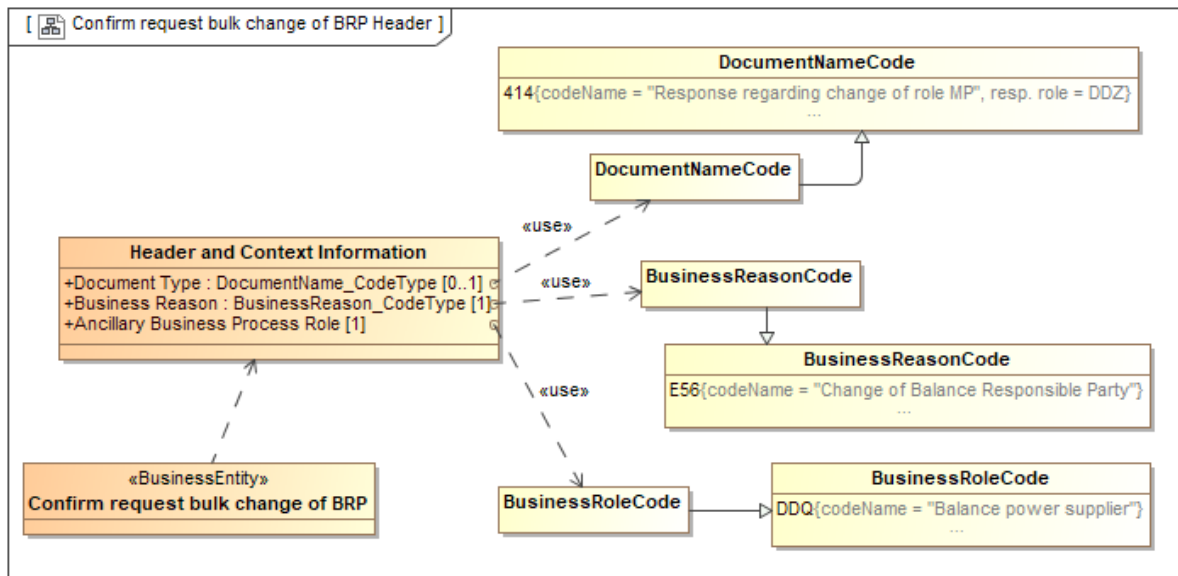 [ Confirm request bulk change of BRP Header ]
DocumentNameCode
414{codeName = "Response regarding change of role MP", resp. role = DDZ}
...
DocumentNameCode
«use»
Header and Context Information
+Document Type : DocumentName_CodeType [0..1]
+Business Reason : BusinessReason_CodeType [1]
+Ancillary Business Process Role [1]
«use»
BusinessReasonCode
BusinessReasonCode
E56{codeName = "Change of Balance Responsible Party"}
...
«use»
«BusinessEntity»
Confirm request bulk change of BRP
BusinessRoleCode
BusinessRoleCode
DDQ{codeName = "Balance power supplier"}
...